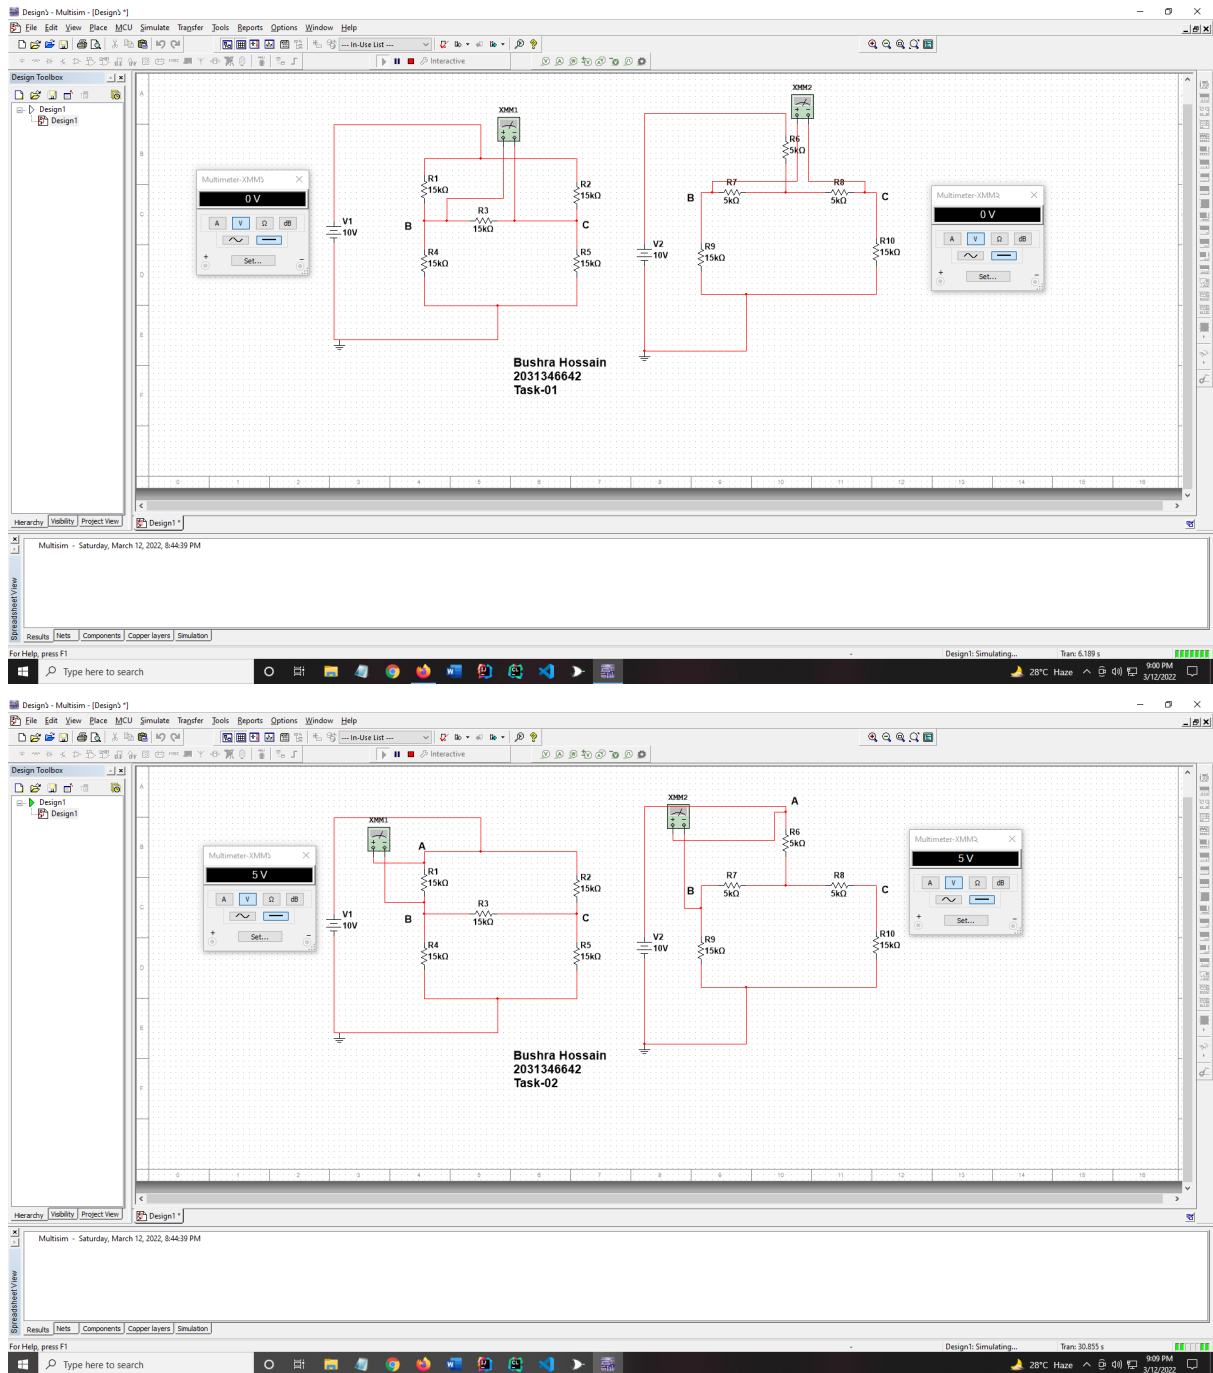 Design1 - Multisim - [Design1 *]
File Edit View Place MCU Simulate Transfer Tools Reports Options Window Help
--- In-Use List ---
Interactive
Design Toolbox
Design1
Design1
XMM1
XMM2
Multimeter-XMM1
0 V
A V Ω dB
Set...
+ -
V1
10V
R1
15kΩ
R2
15kΩ
B
R3
15kΩ
C
R4
15kΩ
R5
15kΩ
R6
5kΩ
R7
5kΩ
R8
5kΩ
B
C
V2
10V
R9
15kΩ
R10
15kΩ
Multimeter-XMM2
0 V
A V Ω dB
Set...
+ -
Bushra Hossain
2031346642
Task-01
Hierarchy Visibility Project View
Design1 *
Multisim - Saturday, March 12, 2022, 8:44:39 PM
Spreadsheet View
Results Nets Components Copper layers Simulation
For Help, press F1
- Design1: Simulating... Tran: 6.189 s
Type here to search
28°C Haze
9:00 PM
3/12/2022
Design1 - Multisim - [Design1 *]
File Edit View Place MCU Simulate Transfer Tools Reports Options Window Help
--- In-Use List ---
Interactive
Design Toolbox
Design1
Design1
XMM1
XMM2
A
A
Multimeter-XMM1
5 V
A V Ω dB
Set...
+ -
V1
10V
R1
15kΩ
R2
15kΩ
B
R3
15kΩ
C
R4
15kΩ
R5
15kΩ
R6
5kΩ
R7
5kΩ
R8
5kΩ
B
C
V2
10V
R9
15kΩ
R10
15kΩ
Multimeter-XMM2
5 V
A V Ω dB
Set...
+ -
Bushra Hossain
2031346642
Task-02
Hierarchy Visibility Project View
Design1 *
Multisim - Saturday, March 12, 2022, 8:44:39 PM
Spreadsheet View
Results Nets Components Copper layers Simulation
For Help, press F1
- Design1: Simulating... Tran: 30.855 s
Type here to search
28°C Haze
9:09 PM
3/12/2022